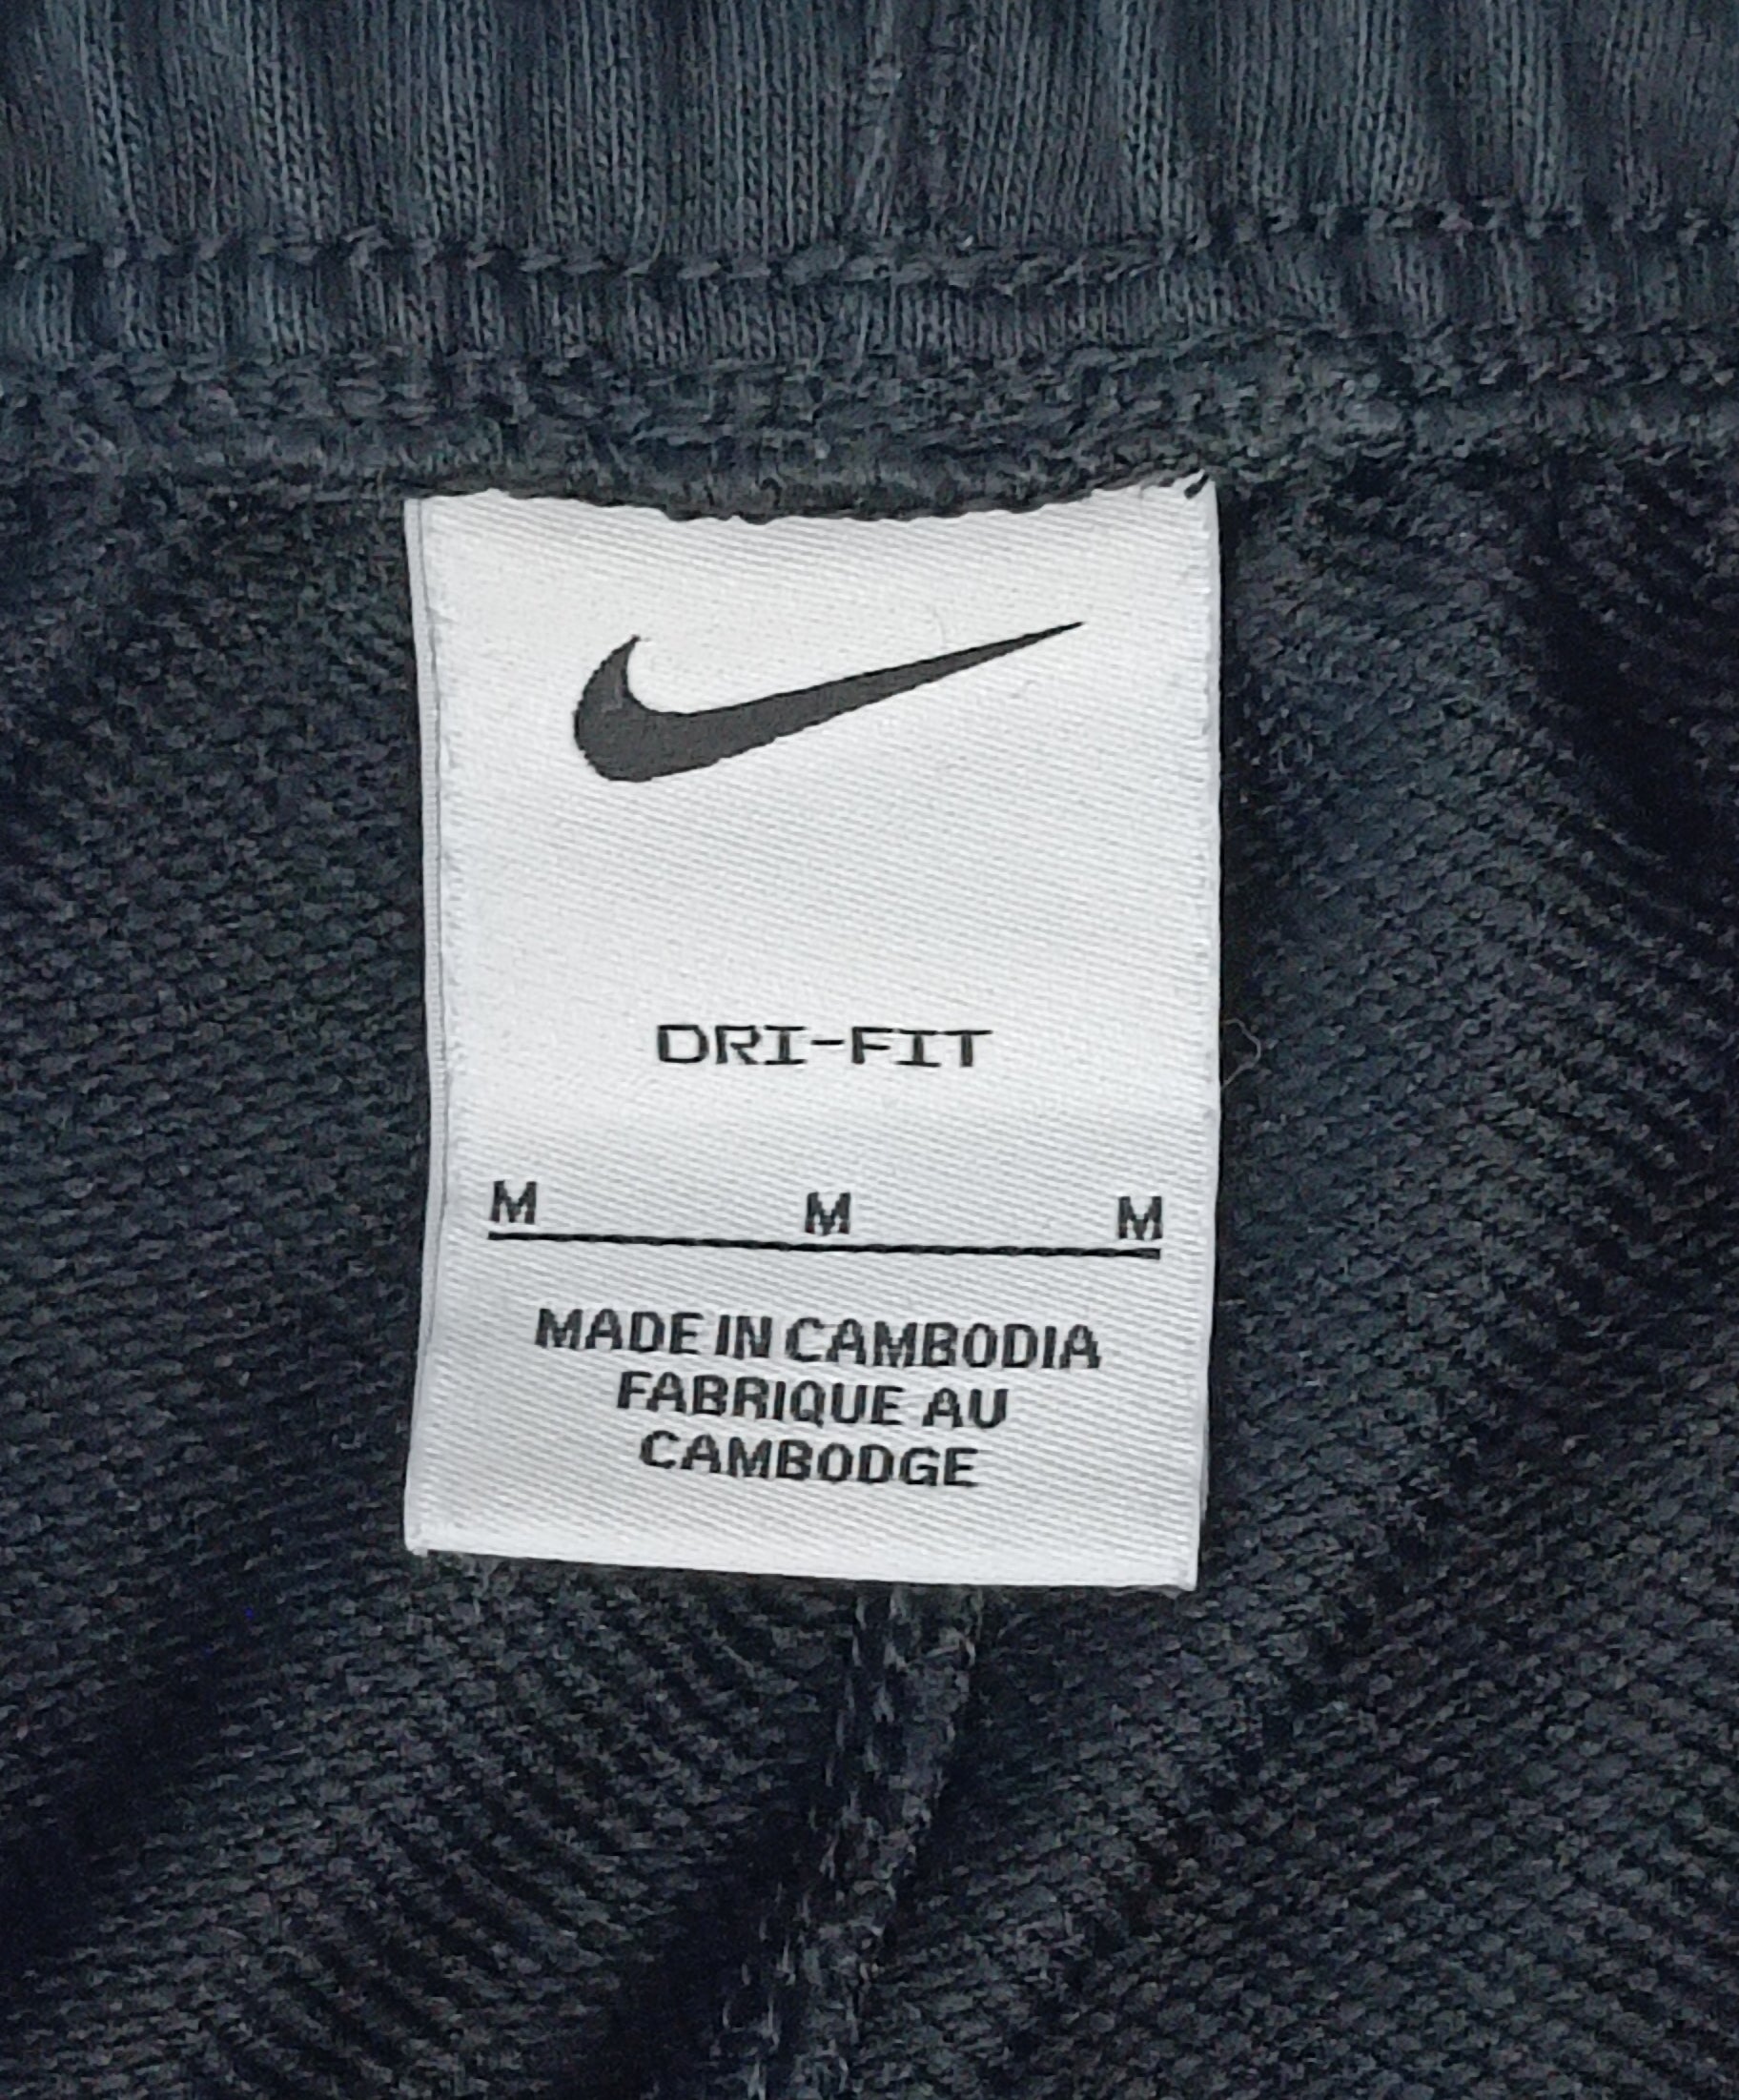 DRI-FIT
M M M
MADE IN CAMBODIA
FABRIQUE AU
CAMBODGE